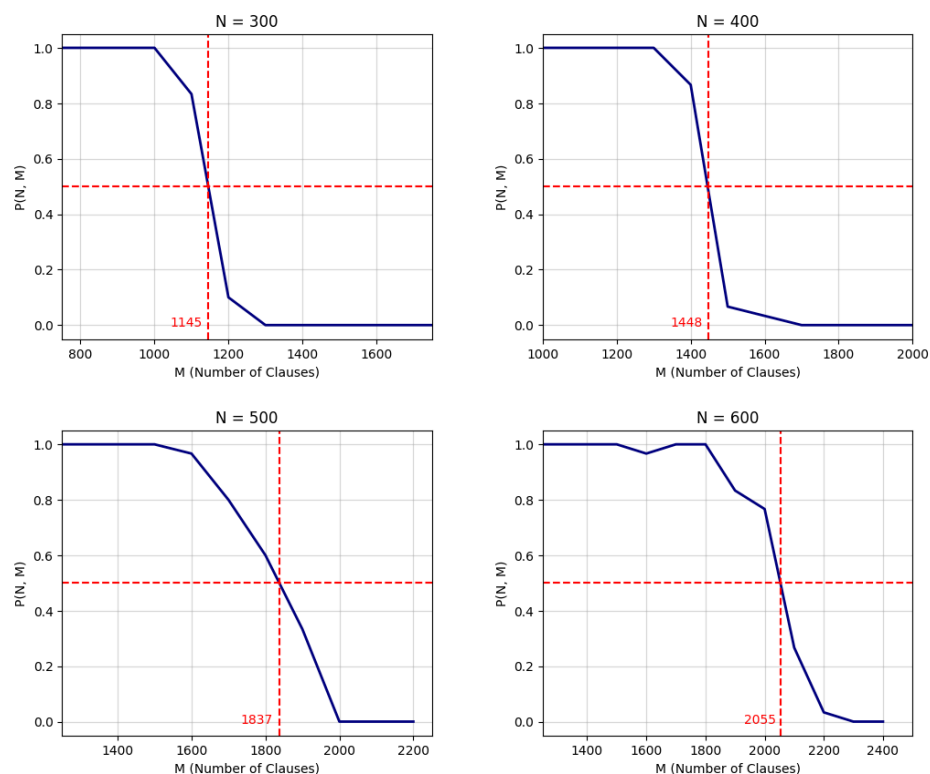 N = 300
1.0
0.8
0.6
0.4
0.2
0.0
P(N, M)
1145
800 1000 1200 1400 1600
M (Number of Clauses)
N = 400
1.0
0.8
0.6
0.4
0.2
0.0
P(N, M)
1448
1000 1200 1400 1600 1800 2000
M (Number of Clauses)
N = 500
1.0
0.8
0.6
0.4
0.2
0.0
P(N, M)
1837
1400 1600 1800 2000 2200
M (Number of Clauses)
N = 600
1.0
0.8
0.6
0.4
0.2
0.0
P(N, M)
2055
1400 1600 1800 2000 2200 2400
M (Number of Clauses)